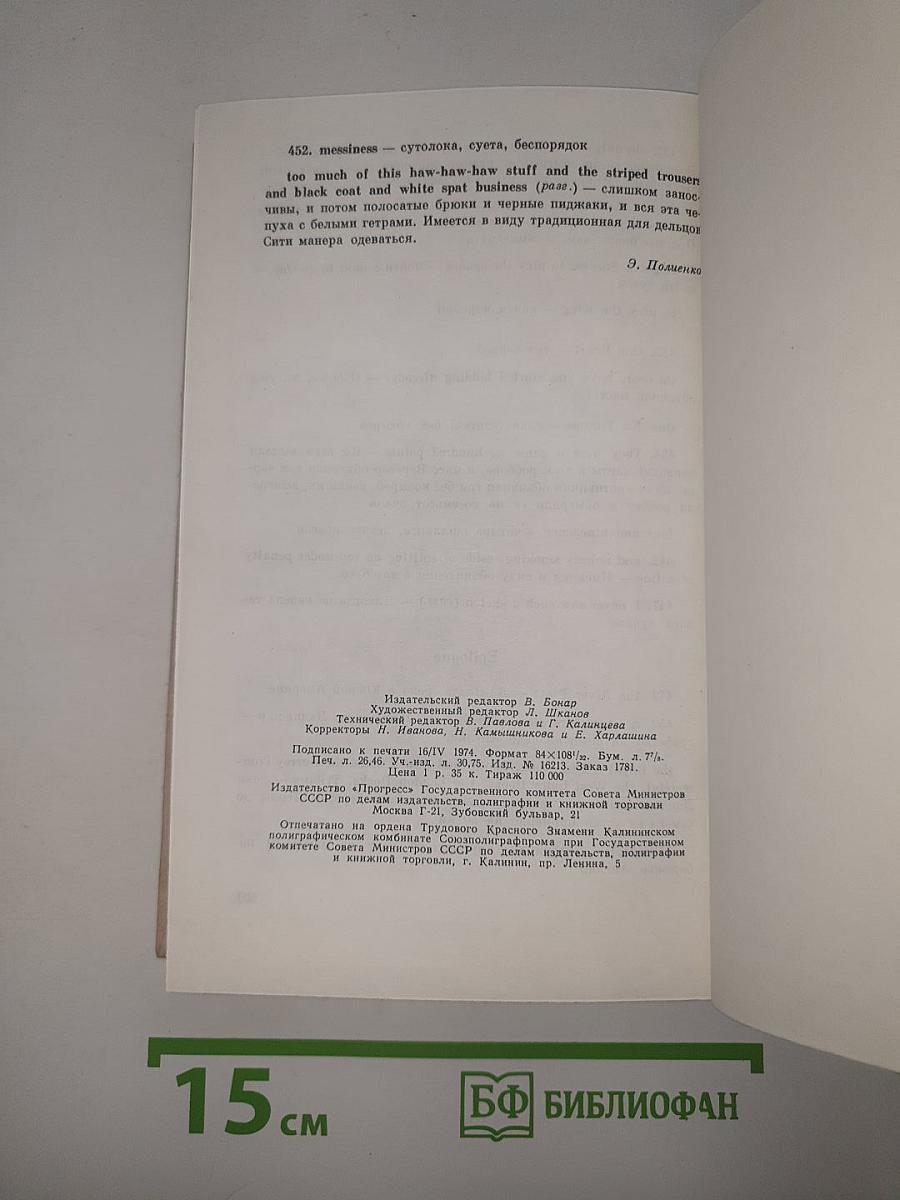 452. messiness — сутолока, суета, беспорядок
too much of this haw-haw-haw stuff and the striped trousers
and black coat and white spat business (разг.) — слишком занос-
чивы, и потом полосатые брюки и черные пиджаки, и вся эта че-
пуха с белыми гетрами. Имеется в виду традиционная для дельцов
Сити манера одеваться.
Э. Полиенко
Издательский редактор В. Бонар
Художественный редактор Л. Шканов
Технический редактор В. Павлова и Г. Калинцева
Корректоры Н. Иванова, Н. Камышникова и Е. Харлашина
Подписано к печати 16/IV 1974. Формат 84×108¹/₃₂. Бум. л. 7⁷/₈.
Печ. л. 26,46. Уч.-изд. л. 30,75. Изд. № 16213. Заказ 1781.
Цена 1 р. 35 к. Тираж 110 000
Издательство «Прогресс» Государственного комитета Совета Министров
СССР по делам издательств, полиграфии и книжной торговли
Москва Г-21, Зубовский бульвар, 21
Отпечатано на ордена Трудового Красного Знамени Калининском
полиграфическом комбинате Союзполиграфпрома при Государственном
комитете Совета Министров СССР по делам издательств, полиграфии
и книжной торговли, г. Калинин, пр. Ленина, 5
15 см
БФ БИБЛИОФАН